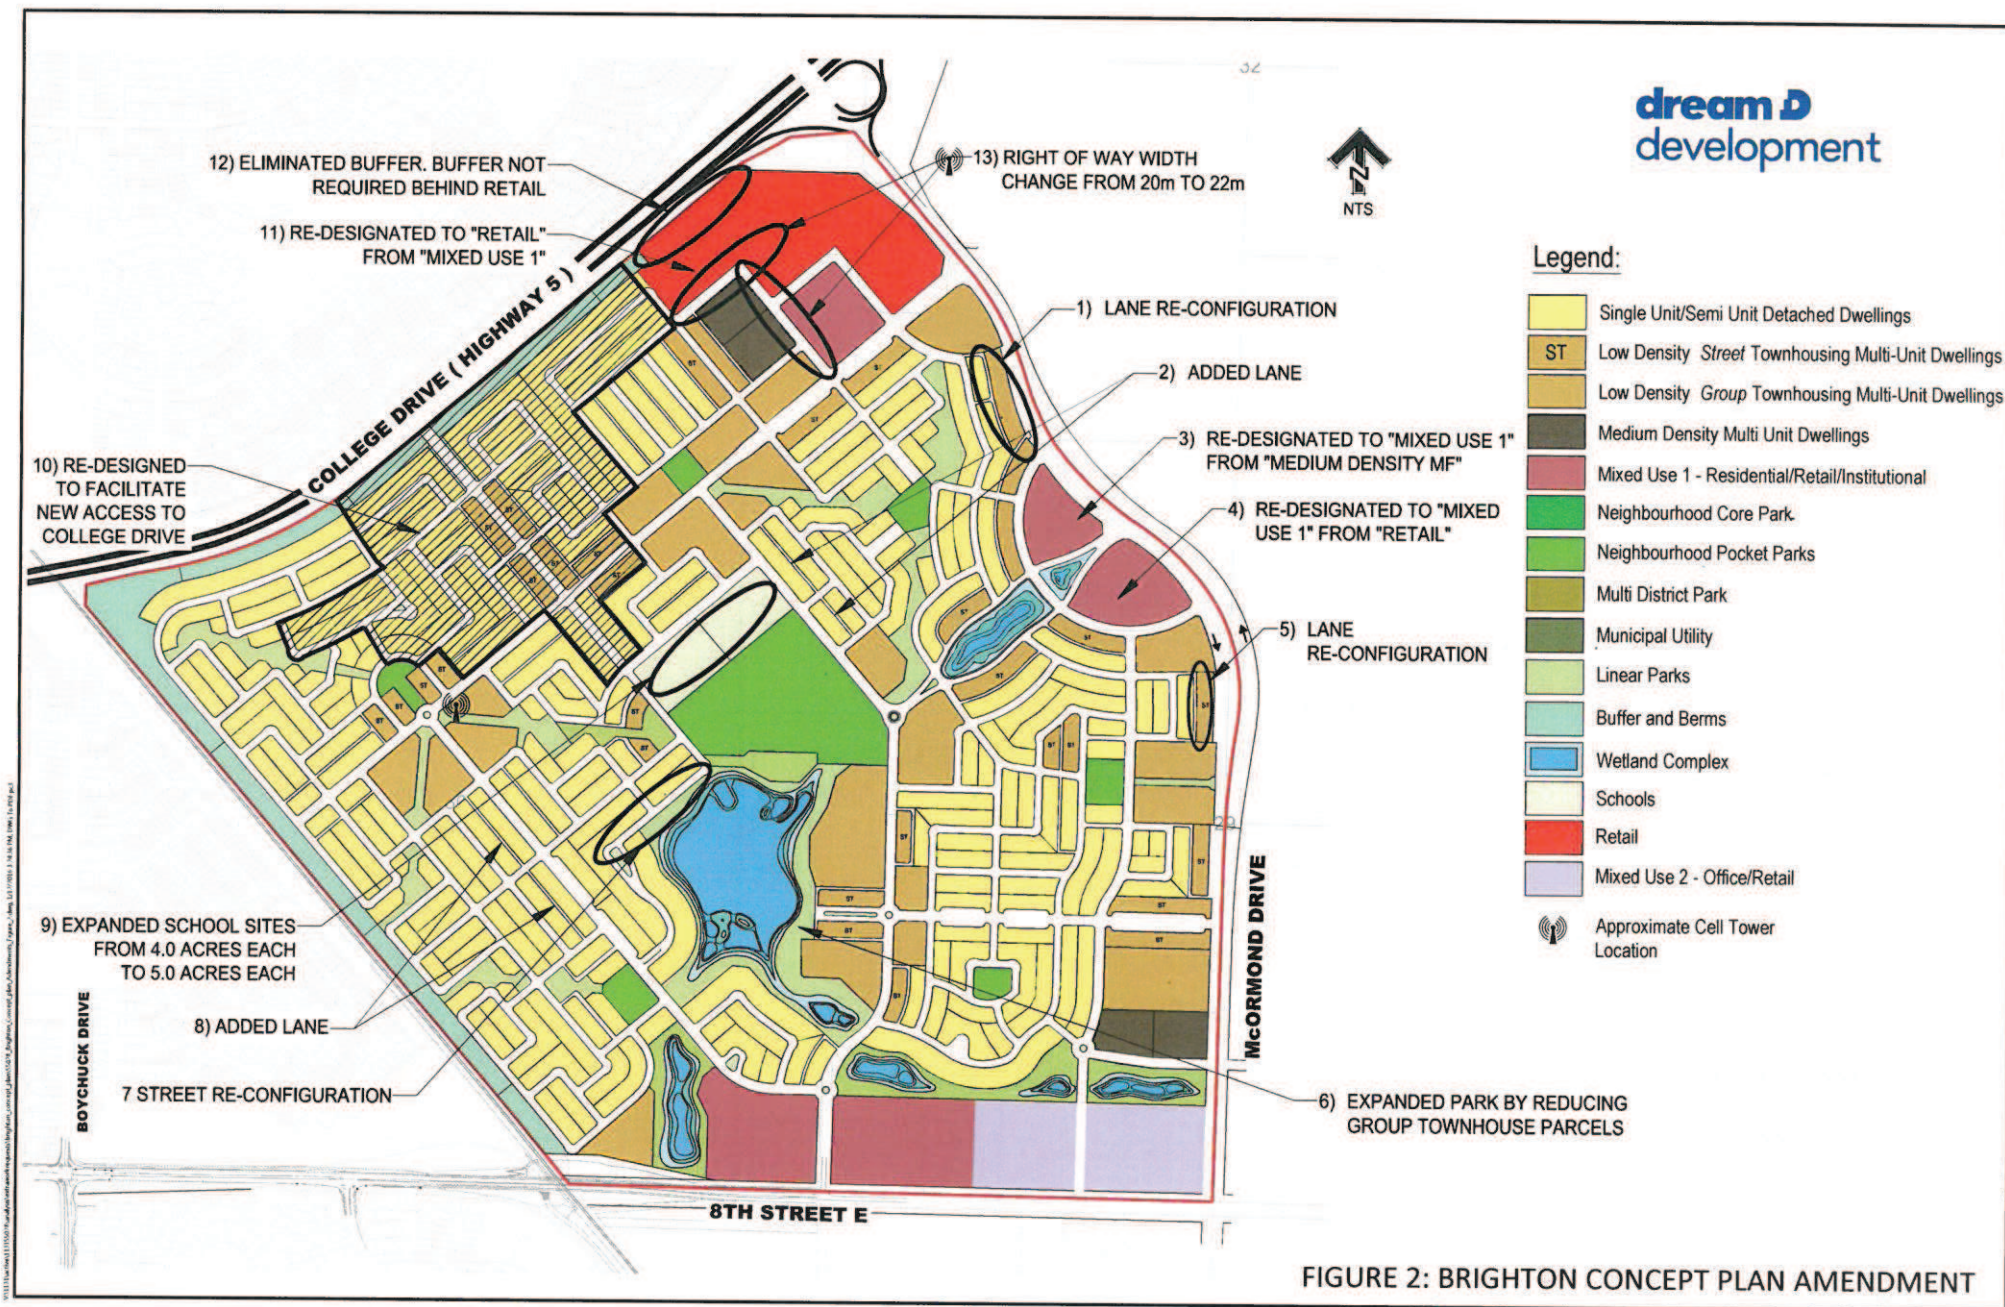 32
dream D
development
12) ELIMINATED BUFFER. BUFFER NOT
REQUIRED BEHIND RETAIL
13) RIGHT OF WAY WIDTH
CHANGE FROM 20m TO 22m
N
NTS
11) RE-DESIGNATED TO "RETAIL"
FROM "MIXED USE 1"
COLLEGE DRIVE ( HIGHWAY 5 )
1) LANE RE-CONFIGURATION
2) ADDED LANE
3) RE-DESIGNATED TO "MIXED USE 1"
FROM "MEDIUM DENSITY MF"
4) RE-DESIGNATED TO "MIXED
USE 1" FROM "RETAIL"
10) RE-DESIGNED
TO FACILITATE
NEW ACCESS TO
COLLEGE DRIVE
5) LANE
RE-CONFIGURATION
9) EXPANDED SCHOOL SITES
FROM 4.0 ACRES EACH
TO 5.0 ACRES EACH
8) ADDED LANE
7 STREET RE-CONFIGURATION
6) EXPANDED PARK BY REDUCING
GROUP TOWNHOUSE PARCELS
BOYCHUCK DRIVE
McORMOND DRIVE
8TH STREET E
Legend:
Single Unit/Semi Unit Detached Dwellings
ST Low Density Street Townhousing Multi-Unit Dwellings
Low Density Group Townhousing Multi-Unit Dwellings
Medium Density Multi Unit Dwellings
Mixed Use 1 - Residential/Retail/Institutional
Neighbourhood Core Park
Neighbourhood Pocket Parks
Multi District Park
Municipal Utility
Linear Parks
Buffer and Berms
Wetland Complex
Schools
Retail
Mixed Use 2 - Office/Retail
Approximate Cell Tower
Location
FIGURE 2: BRIGHTON CONCEPT PLAN AMENDMENT